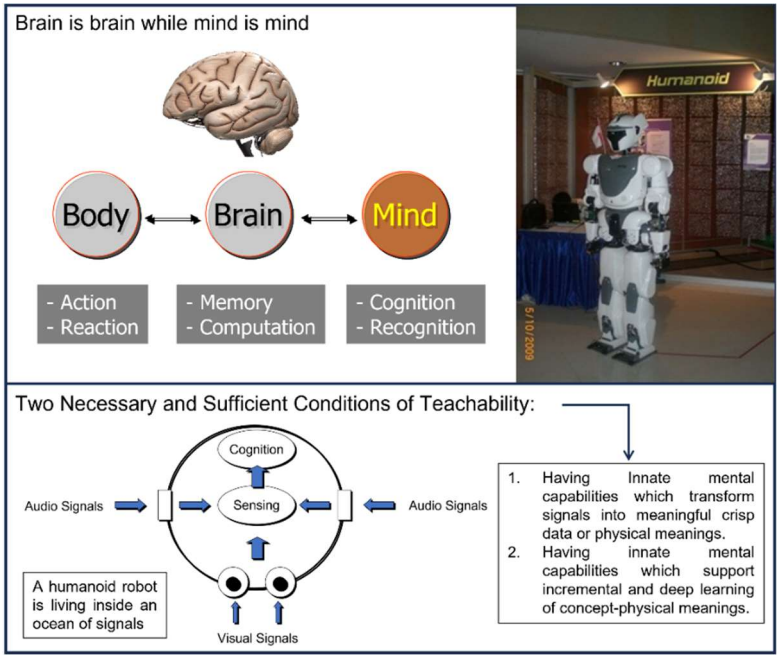 Brain is brain while mind is mind
Humanoid
Body
Brain
Mind
- Action
- Reaction
- Memory
- Computation
- Cognition
- Recognition
5/10/2009
Two Necessary and Sufficient Conditions of Teachability:
Cognition
Sensing
Audio Signals
Audio Signals
A humanoid robot
is living inside an
ocean of signals
Visual Signals
1. Having Innate mental
capabilities which transform
signals into meaningful crisp
data or physical meanings.
2. Having innate mental
capabilities which support
incremental and deep learning
of concept-physical meanings.